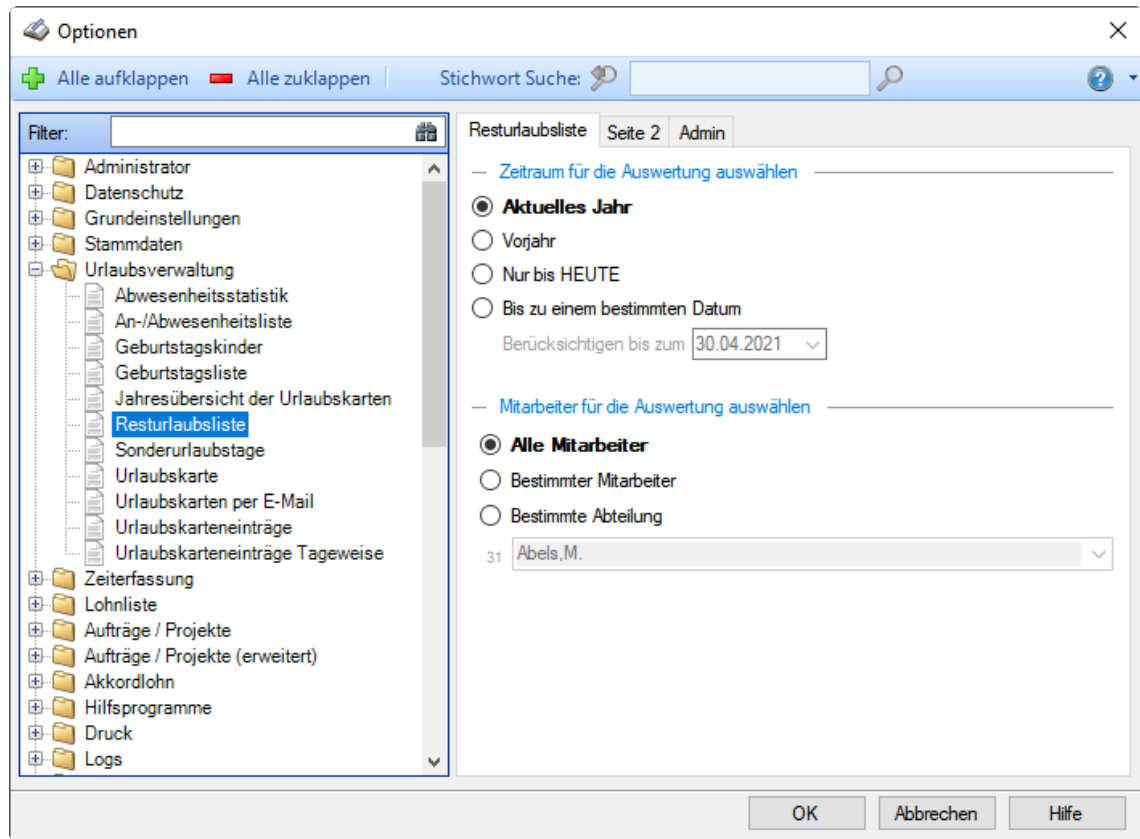 Optionen
Alle aufklappen Alle zuklappen Stichwort Suche:
Filter:
Administrator
Datenschutz
Grundeinstellungen
Stammdaten
Urlaubsverwaltung
Abwesenheitsstatistik
An-/Abwesenheitsliste
Geburtstagskinder
Geburtstagsliste
Jahresübersicht der Urlaubskarten
Resturlaubsliste
Sonderurlaubstage
Urlaubskarte
Urlaubskarten per E-Mail
Urlaubskarteneinträge
Urlaubskarteneinträge Tageweise
Zeiterfassung
Lohnliste
Aufträge / Projekte
Aufträge / Projekte (erweitert)
Akkordlohn
Hilfsprogramme
Druck
Logs
Resturlaubsliste Seite 2 Admin
Zeitraum für die Auswertung auswählen
Aktuelles Jahr
Vorjahr
Nur bis HEUTE
Bis zu einem bestimmten Datum
Berücksichtigen bis zum 30.04.2021
Mitarbeiter für die Auswertung auswählen
Alle Mitarbeiter
Bestimmter Mitarbeiter
Bestimmte Abteilung
31 Abels,M.
OK Abbrechen Hilfe